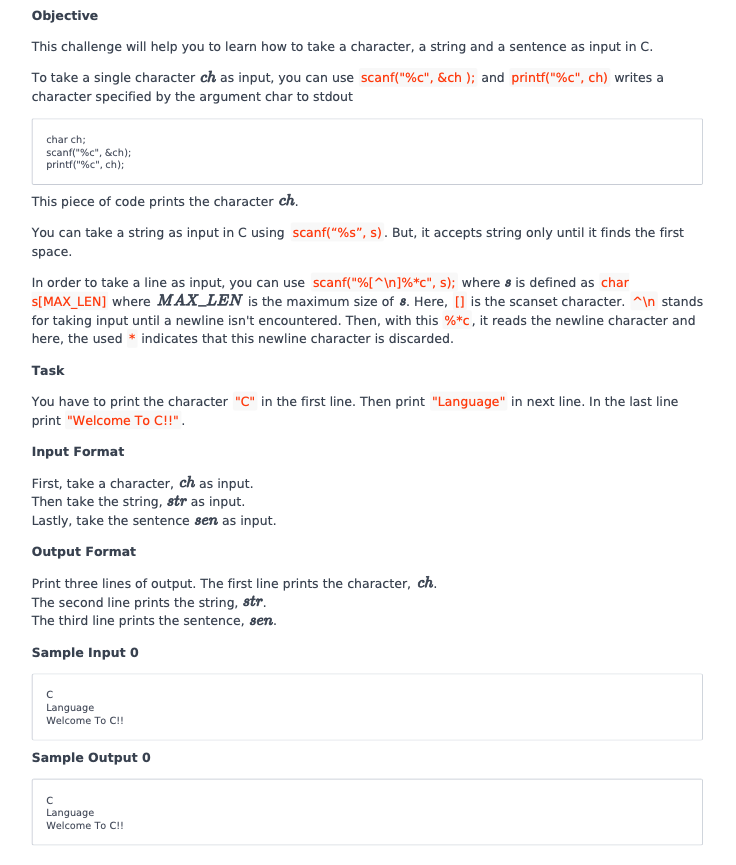 Objective
This challenge will help you to learn how to take a character, a string and a sentence as input in C.
To take a single character ch as input, you can use scanf("%c", &ch ); and printf("%c", ch) writes a
character specified by the argument char to stdout
char ch;
scanf("%c", &ch);
printf("%c", ch);
This piece of code prints the character ch.
You can take a string as input in C using scanf(“%s”, s). But, it accepts string only until it finds the first
space.
In order to take a line as input, you can use scanf("%[^\n]%*c", s); where s is defined as char
s[MAX_LEN] where MAX_LEN is the maximum size of s. Here, [] is the scanset character. ^\n stands
for taking input until a newline isn't encountered. Then, with this %*c, it reads the newline character and
here, the used * indicates that this newline character is discarded.
Task
You have to print the character "C" in the first line. Then print "Language" in next line. In the last line
print "Welcome To C!!".
Input Format
First, take a character, ch as input.
Then take the string, str as input.
Lastly, take the sentence sen as input.
Output Format
Print three lines of output. The first line prints the character, ch.
The second line prints the string, str.
The third line prints the sentence, sen.
Sample Input 0
C
Language
Welcome To C!!
Sample Output 0
C
Language
Welcome To C!!